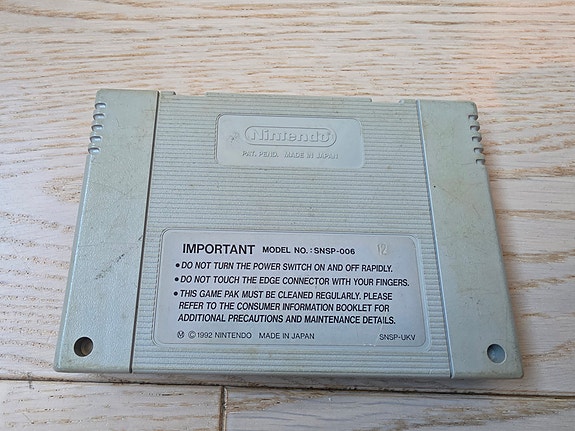 Nintendo
PAT. PEND. MADE IN JAPAN
IMPORTANT MODEL NO.: SNSP-006 12
• DO NOT TURN THE POWER SWITCH ON AND OFF RAPIDLY.
• DO NOT TOUCH THE EDGE CONNECTOR WITH YOUR FINGERS.
• THIS GAME PAK MUST BE CLEANED REGULARLY. PLEASE
REFER TO THE CONSUMER INFORMATION BOOKLET FOR
ADDITIONAL PRECAUTIONS AND MAINTENANCE DETAILS.
Ⓜ © 1992 NINTENDO MADE IN JAPAN SNSP-UKV